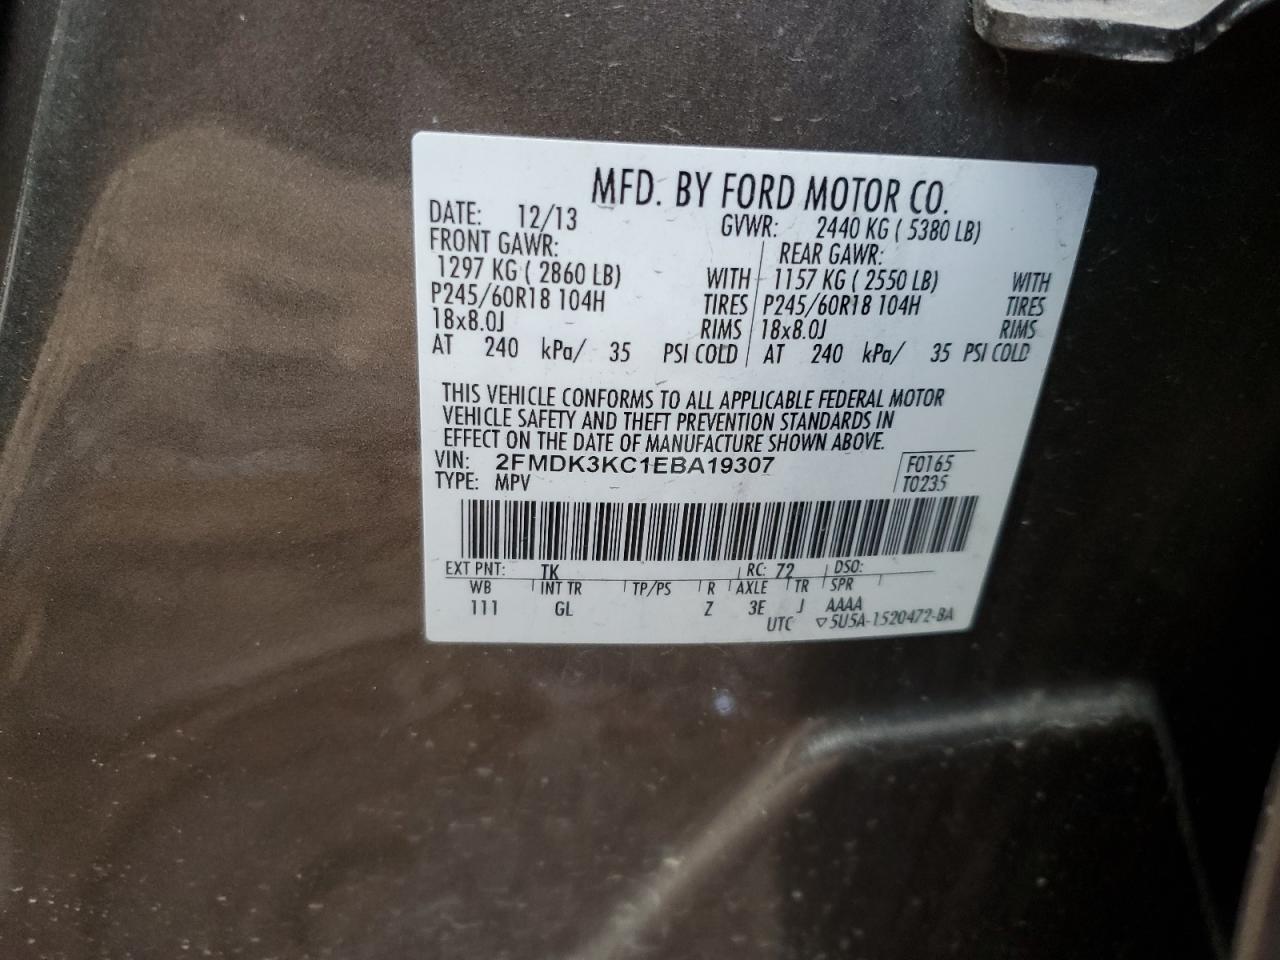 MFD. BY FORD MOTOR CO.
DATE: 12/13 GVWR: 2440 KG ( 5380 LB)
FRONT GAWR: REAR GAWR:
1297 KG ( 2860 LB) WITH 1157 KG ( 2550 LB) WITH
P245/60R18 104H TIRES P245/60R18 104H TIRES
18x8.0J RIMS 18x8.0J RIMS
AT 240 kPa/ 35 PSI COLD AT 240 kPa/ 35 PSI COLD
THIS VEHICLE CONFORMS TO ALL APPLICABLE FEDERAL MOTOR
VEHICLE SAFETY AND THEFT PREVENTION STANDARDS IN
EFFECT ON THE DATE OF MANUFACTURE SHOWN ABOVE.
VIN: 2FMDK3KC1EBA19307 F0165
TYPE: MPV T0235
EXT PNT: TK RC: 72 DSO:
WB INT TR TP/PS R AXLE TR SPR
111 GL Z 3E J AAAA
UTC ▽5U5A-1520472-BA